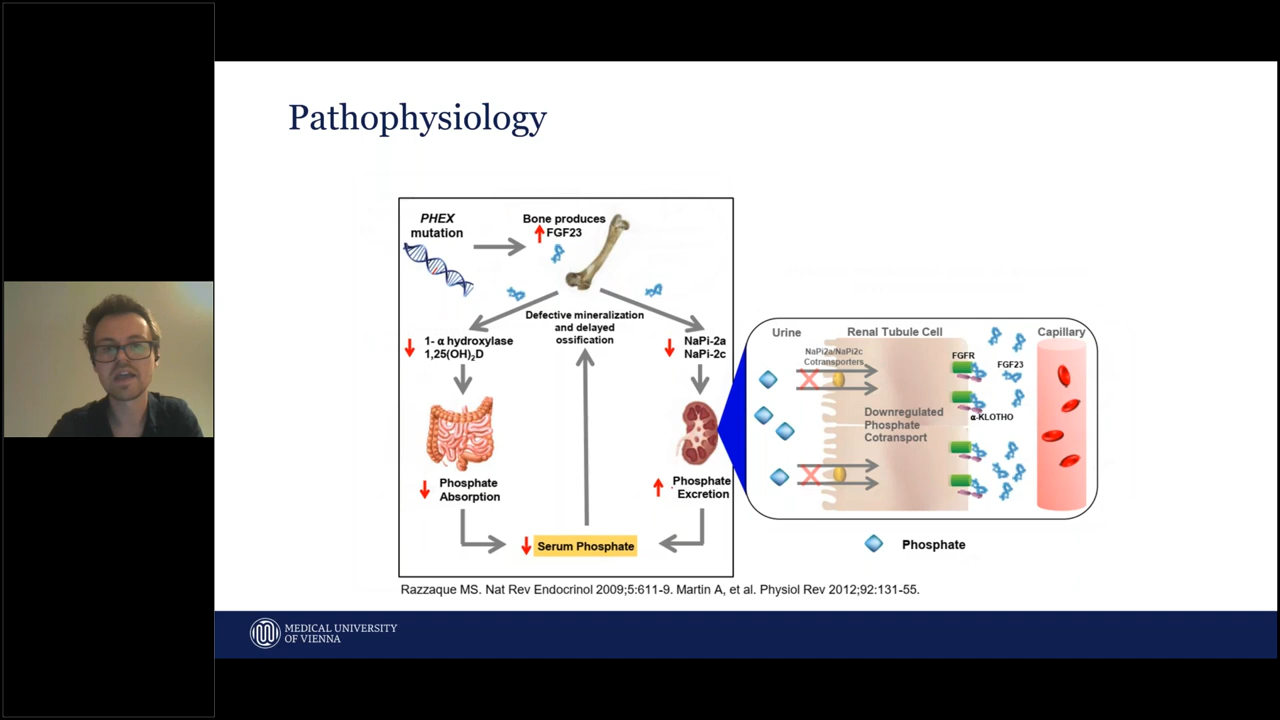 Pathophysiology
PHEX
mutation
Bone produces
FGF23
Defective mineralization
and delayed
ossification
1- α hydroxylase
1,25(OH)₂D
NaPi-2a
NaPi-2c
Phosphate
Absorption
Phosphate
Excretion
Serum Phosphate
Urine
Renal Tubule Cell
Capillary
NaPi2a/NaPi2c
Cotransporters
FGFR
FGF23
α-KLOTHO
Downregulated
Phosphate
Cotransport
Phosphate
Razzaque MS. Nat Rev Endocrinol 2009;5:611-9. Martin A, et al. Physiol Rev 2012;92:131-55.
MEDICAL UNIVERSITY
OF VIENNA